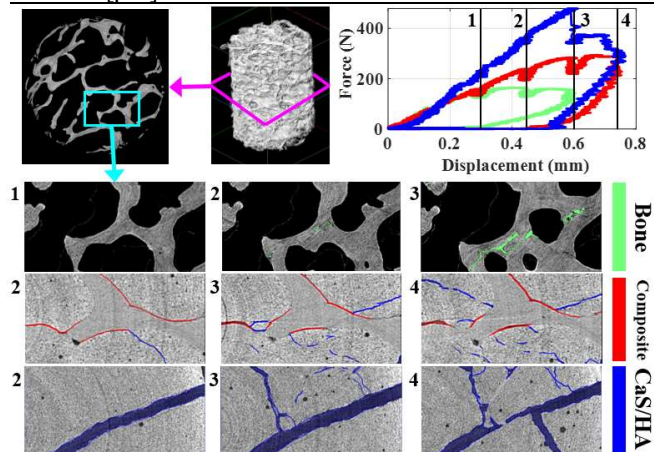 1 2 3 4
400
200
0
Force (N)
0 0.2 0.4 0.6 0.8
Displacement (mm)
1 2 3
Bone
2 3 4
Composite
2 3 4
CaS/HA